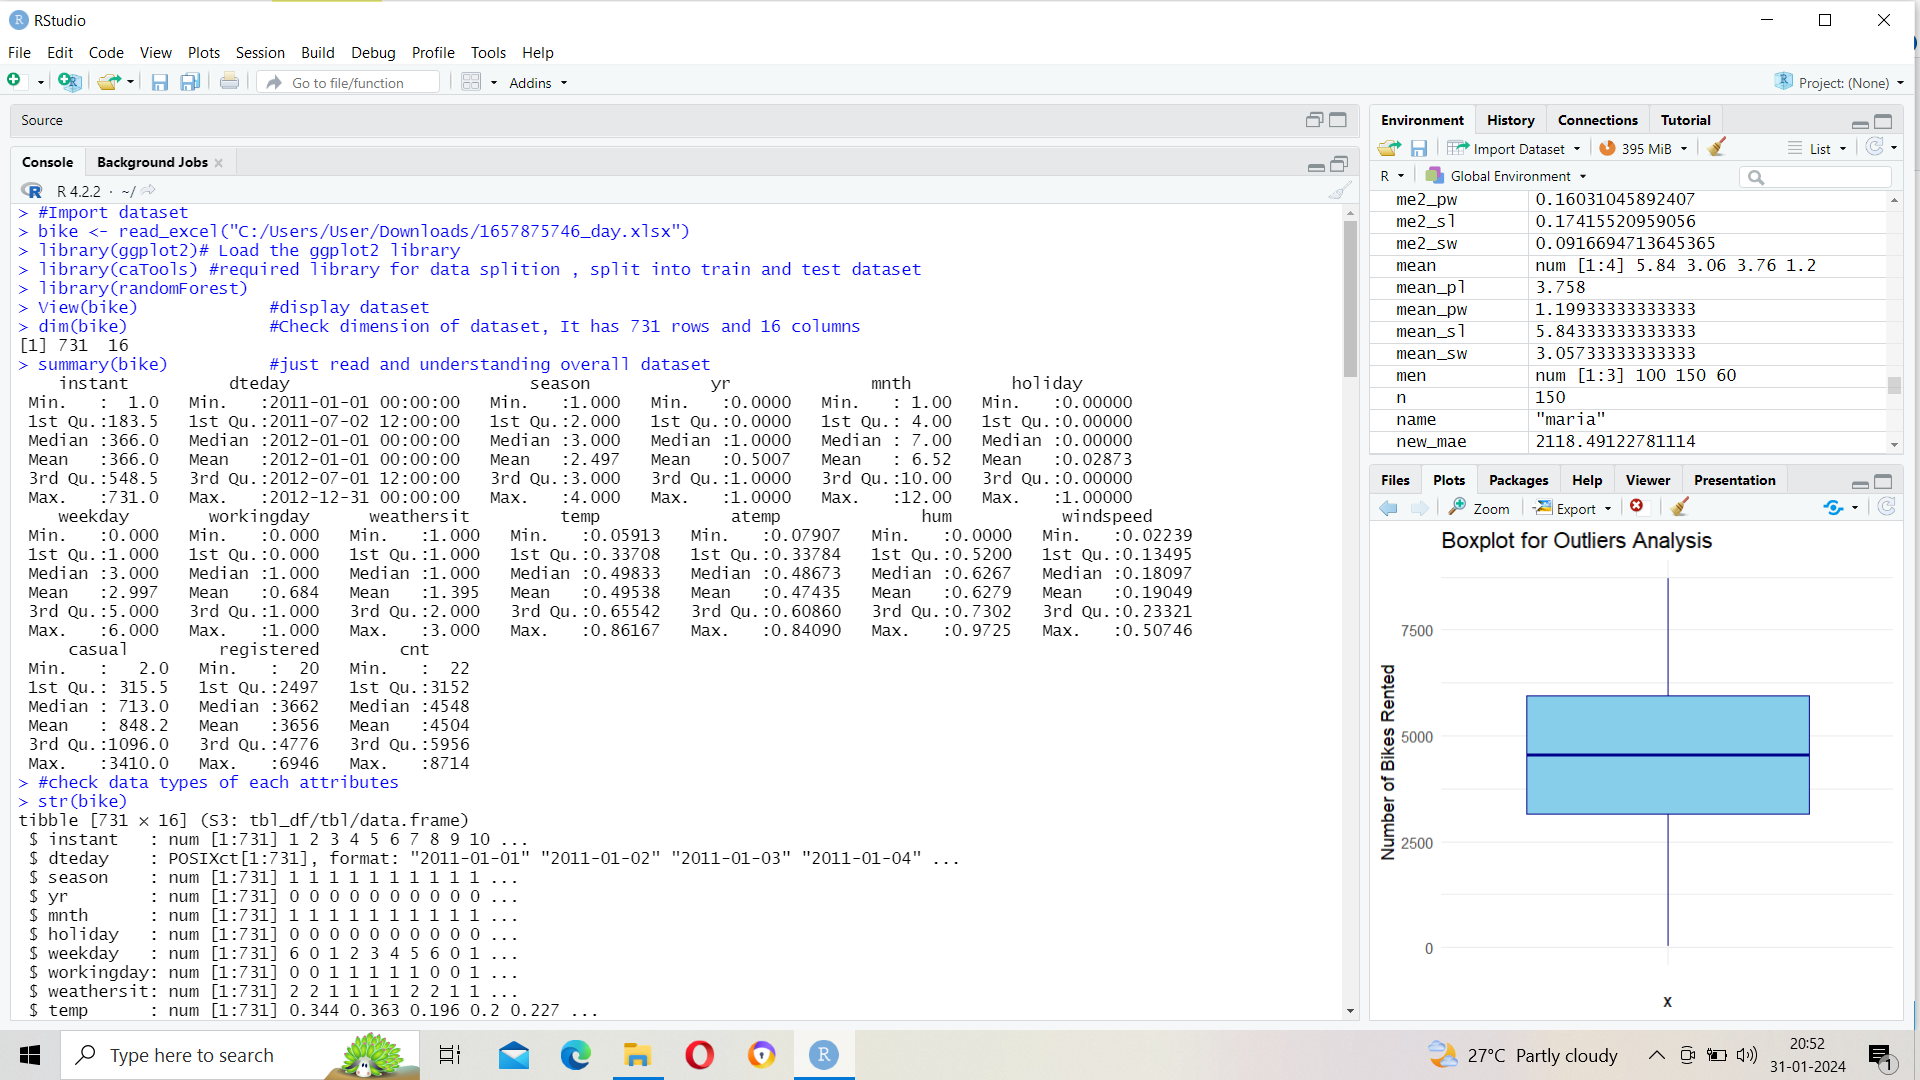 RStudio
File Edit Code View Plots Session Build Debug Profile Tools Help
Go to file/function Addins Project: (None)
Source
Console Background Jobs
R 4.2.2 · ~/
> #Import dataset
> bike <- read_excel("C:/Users/User/Downloads/1657875746_day.xlsx")
> library(ggplot2)# Load the ggplot2 library
> library(caTools) #required library for data splition , split into train and test dataset
> library(randomForest)
> View(bike)             #display dataset
> dim(bike)              #Check dimension of dataset, It has 731 rows and 16 columns
[1] 731  16
> summary(bike)          #just read and understanding overall dataset
    instant          dteday                        season            yr              mnth          holiday
 Min.   :  1.0   Min.   :2011-01-01 00:00:00   Min.   :1.000   Min.   :0.0000   Min.   : 1.00   Min.   :0.00000
 1st Qu.:183.5   1st Qu.:2011-07-02 12:00:00   1st Qu.:2.000   1st Qu.:0.0000   1st Qu.: 4.00   1st Qu.:0.00000
 Median :366.0   Median :2012-01-01 00:00:00   Median :3.000   Median :1.0000   Median : 7.00   Median :0.00000
 Mean   :366.0   Mean   :2012-01-01 00:00:00   Mean   :2.497   Mean   :0.5007   Mean   : 6.52   Mean   :0.02873
 3rd Qu.:548.5   3rd Qu.:2012-07-01 12:00:00   3rd Qu.:3.000   3rd Qu.:1.0000   3rd Qu.:10.00   3rd Qu.:0.00000
 Max.   :731.0   Max.   :2012-12-31 00:00:00   Max.   :4.000   Max.   :1.0000   Max.   :12.00   Max.   :1.00000
    weekday        workingday      weathersit         temp             atemp              hum           windspeed
 Min.   :0.000   Min.   :0.000   Min.   :1.000   Min.   :0.05913   Min.   :0.07907   Min.   :0.0000   Min.   :0.02239
 1st Qu.:1.000   1st Qu.:0.000   1st Qu.:1.000   1st Qu.:0.33708   1st Qu.:0.33784   1st Qu.:0.5200   1st Qu.:0.13495
 Median :3.000   Median :1.000   Median :1.000   Median :0.49833   Median :0.48673   Median :0.6267   Median :0.18097
 Mean   :2.997   Mean   :0.684   Mean   :1.395   Mean   :0.49538   Mean   :0.47435   Mean   :0.6279   Mean   :0.19049
 3rd Qu.:5.000   3rd Qu.:1.000   3rd Qu.:2.000   3rd Qu.:0.65542   3rd Qu.:0.60860   3rd Qu.:0.7302   3rd Qu.:0.23321
 Max.   :6.000   Max.   :1.000   Max.   :3.000   Max.   :0.86167   Max.   :0.84090   Max.   :0.9725   Max.   :0.50746
     casual         registered        cnt
 Min.   :   2.0   Min.   :  20   Min.   :  22
 1st Qu.: 315.5   1st Qu.:2497   1st Qu.:3152
 Median : 713.0   Median :3662   Median :4548
 Mean   : 848.2   Mean   :3656   Mean   :4504
 3rd Qu.:1096.0   3rd Qu.:4776   3rd Qu.:5956
 Max.   :3410.0   Max.   :6946   Max.   :8714
> #check data types of each attributes
> str(bike)
tibble [731 × 16] (S3: tbl_df/tbl/data.frame)
 $ instant   : num [1:731] 1 2 3 4 5 6 7 8 9 10 ...
 $ dteday    : POSIXct[1:731], format: "2011-01-01" "2011-01-02" "2011-01-03" "2011-01-04" ...
 $ season    : num [1:731] 1 1 1 1 1 1 1 1 1 1 ...
 $ yr        : num [1:731] 0 0 0 0 0 0 0 0 0 0 ...
 $ mnth      : num [1:731] 1 1 1 1 1 1 1 1 1 1 ...
 $ holiday   : num [1:731] 0 0 0 0 0 0 0 0 0 0 ...
 $ weekday   : num [1:731] 6 0 1 2 3 4 5 6 0 1 ...
 $ workingday: num [1:731] 0 0 1 1 1 1 1 0 0 1 ...
 $ weathersit: num [1:731] 2 2 1 1 1 1 2 2 1 1 ...
 $ temp      : num [1:731] 0.344 0.363 0.196 0.2 0.227 ...
Environment History Connections Tutorial
Import Dataset 395 MiB List
R Global Environment
me2_pw 0.16031045892407
me2_sl 0.17415520959056
me2_sw 0.0916694713645365
mean num [1:4] 5.84 3.06 3.76 1.2
mean_pl 3.758
mean_pw 1.19933333333333
mean_sl 5.84333333333333
mean_sw 3.05733333333333
men num [1:3] 100 150 60
n 150
name "maria"
new_mae 2118.49122781114
Files Plots Packages Help Viewer Presentation
Zoom Export
Boxplot for Outliers Analysis
Number of Bikes Rented
7500
5000
2500
0
x
Type here to search
R
27°C Partly cloudy
20:52
31-01-2024
1